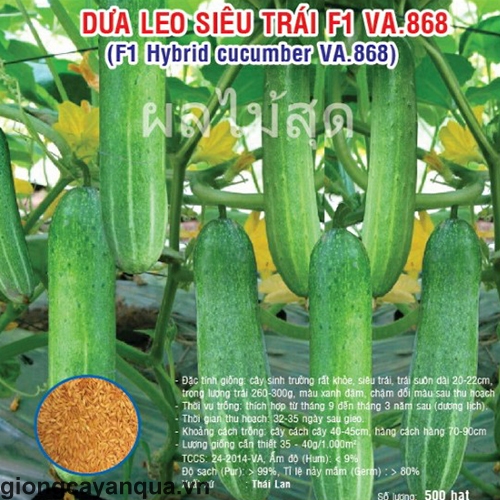 DƯA LEO SIÊU TRÁI F1 VA.868
(F1 Hybrid cucumber VA.868)
ผลไม้สุด
- Đặc tính giống: cây sinh trưởng rất khỏe, siêu trái, trái suôn dài 20-22cm,
trọng lượng trái 260-300g, màu xanh đậm, chậm đổi màu sau thu hoạch
- Thời vụ trồng: thích hợp từ tháng 9 đến tháng 3 năm sau (dương lịch).
- Thời gian thu hoạch: 32-35 ngày sau gieo.
- Khoảng cách trồng: cây cách cây 40-45cm, hàng cách hàng 70-90cm
- Lượng giống cần thiết 35 - 40g/1.000m²
TCCS: 24-2014-VA, Ẩm độ (Hum): < 9%
Độ sạch (Pur): > 99%, Tỉ lệ nảy mầm (Germ) : > 80%
Thái Lan
Số lượng: 500 hạt
giongcayanqua.vn